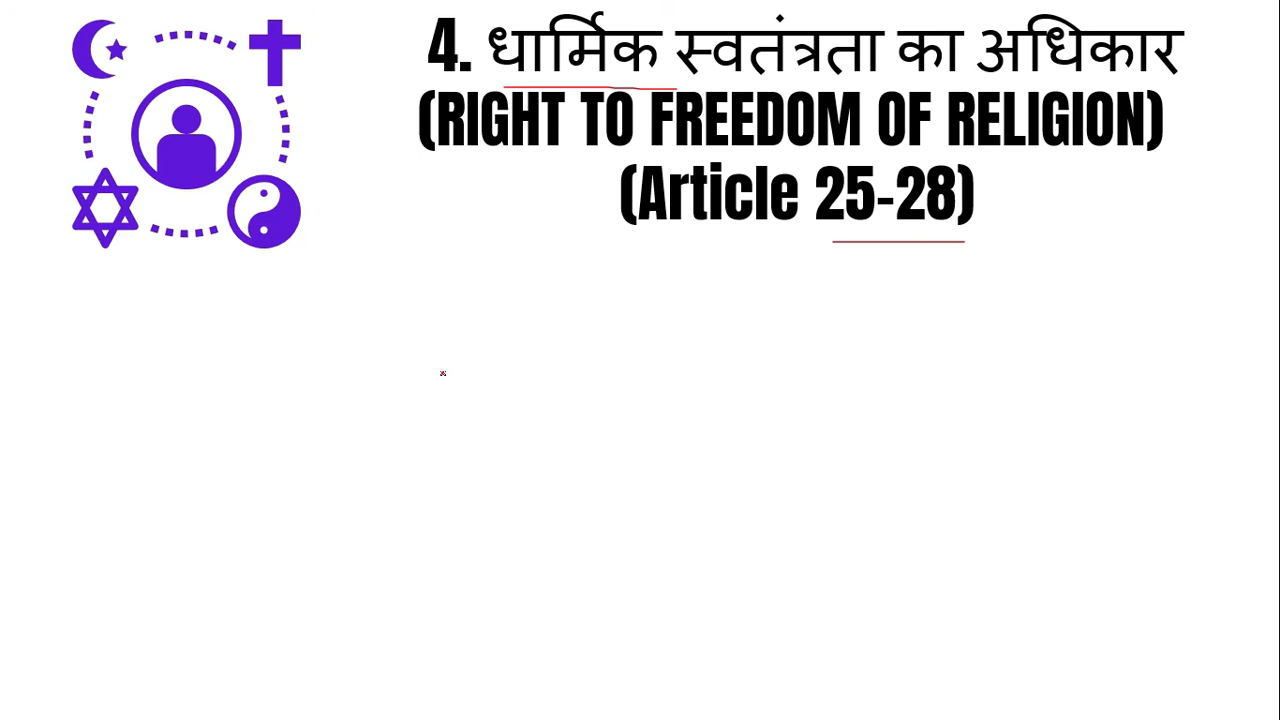 4. धार्मिक स्वतंत्रता का अधिकार
(RIGHT TO FREEDOM OF RELIGION)
(Article 25-28)